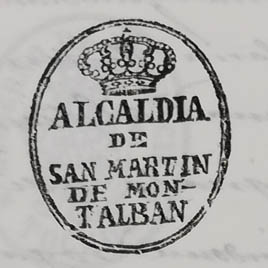 ALCALDIA
DE
SAN MARTIN
DE MON-
TALBAN